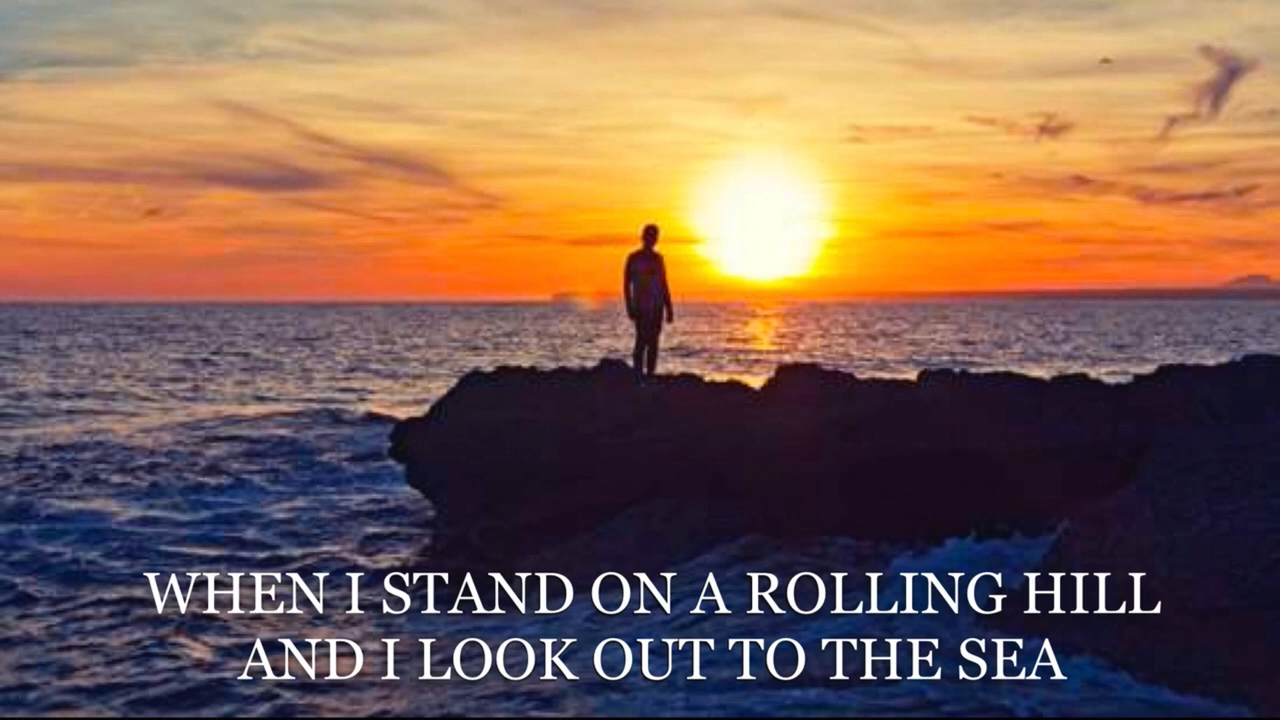 WHEN I STAND ON A ROLLING HILL
AND I LOOK OUT TO THE SEA